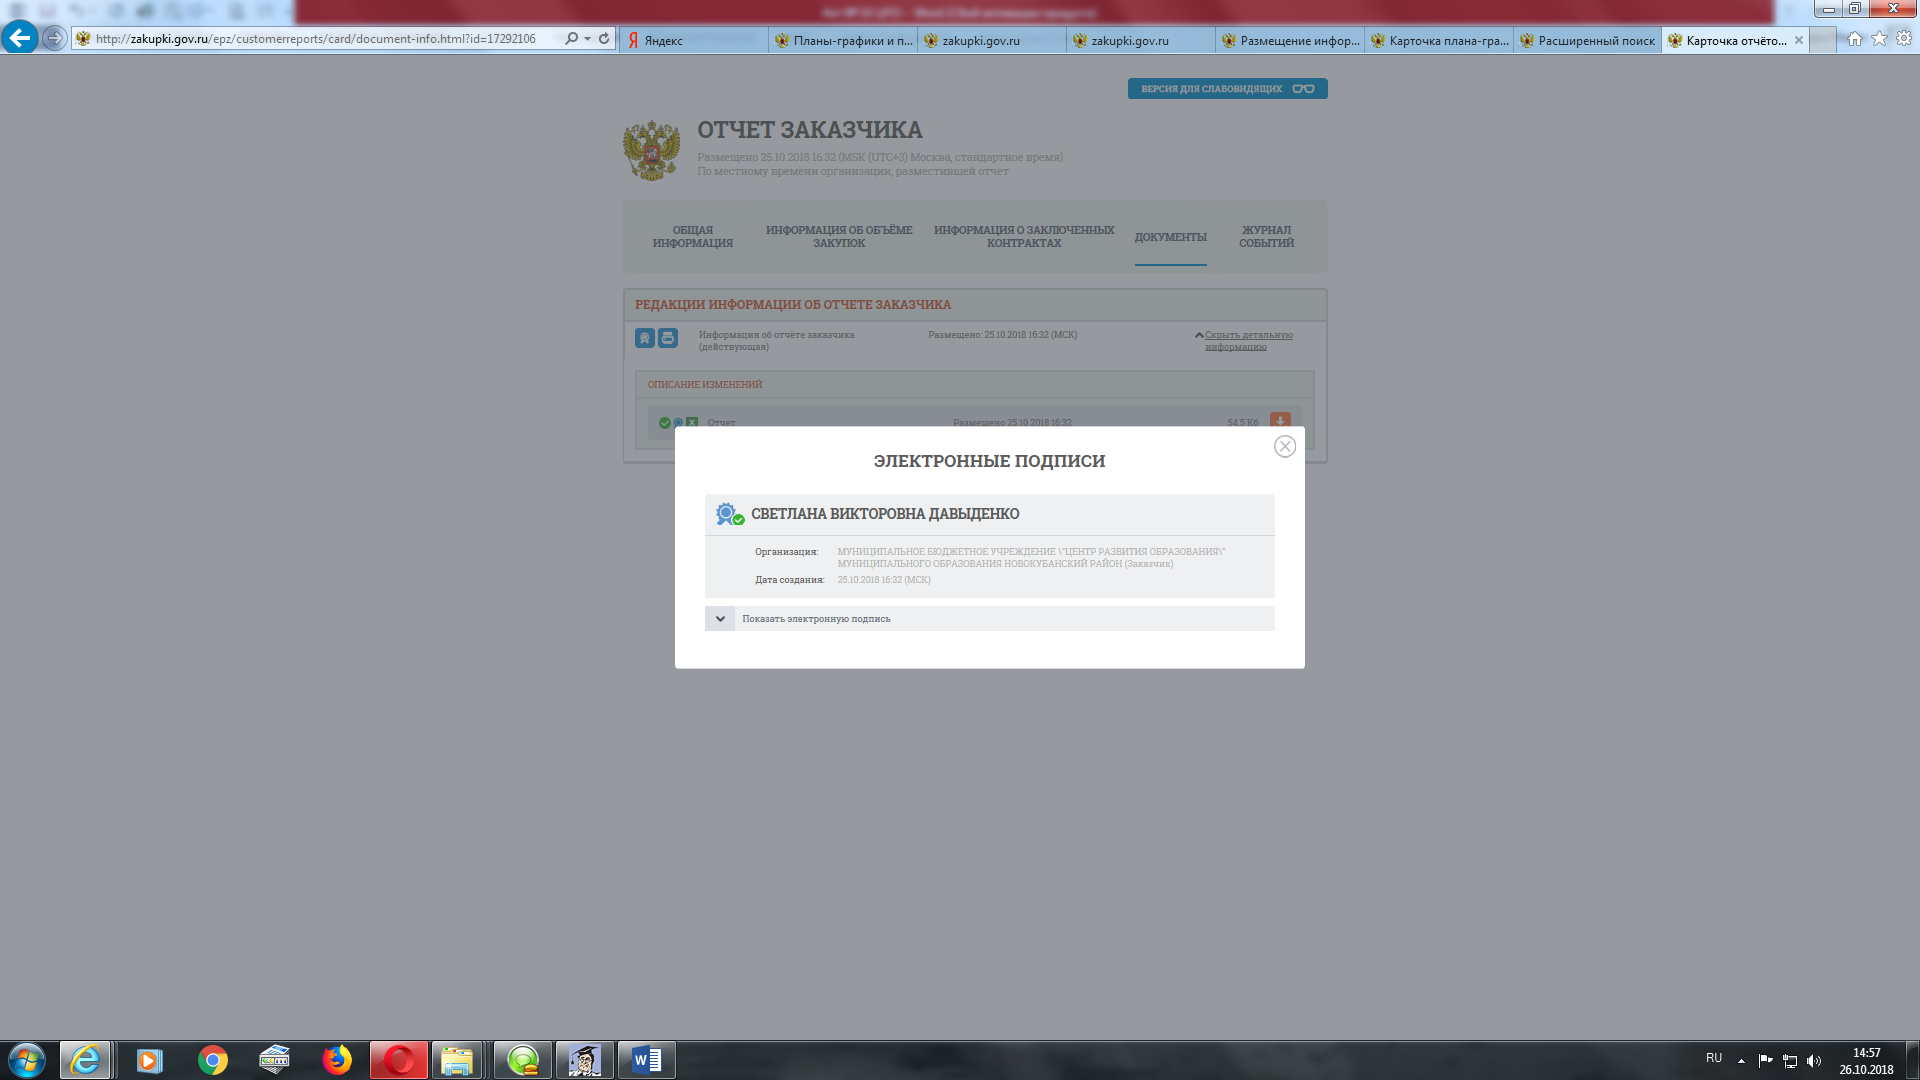 http://zakupki.gov.ru/epz/customerreports/card/document-info.html?id=17292106
Яндекс
Планы-графики и п...
zakupki.gov.ru
zakupki.gov.ru
Размещение инфор...
Карточка плана-гра...
Расширенный поиск
Карточка отчёто...
ВЕРСИЯ ДЛЯ СЛАБОВИДЯЩИХ
ОТЧЕТ ЗАКАЗЧИКА
Размещено 25.10.2018 16:32 (MSK (UTC+3) Москва, стандартное время)
По местному времени организации, разместившей отчет
ОБЩАЯ
ИНФОРМАЦИЯ
ИНФОРМАЦИЯ ОБ ОБЪЁМЕ
ЗАКУПОК
ИНФОРМАЦИЯ О ЗАКЛЮЧЕННЫХ
КОНТРАКТАХ
ДОКУМЕНТЫ
ЖУРНАЛ
СОБЫТИЙ
РЕДАКЦИИ ИНФОРМАЦИИ ОБ ОТЧЕТЕ ЗАКАЗЧИКА
Информация об отчёте заказчика
(действующая)
Размещено: 25.10.2018 16:32 (МСК)
Скрыть детальную
информацию
ОПИСАНИЕ ИЗМЕНЕНИЙ
Отчет
Размещено 25.10.2018 16:32
54.5 Кб
ЭЛЕКТРОННЫЕ ПОДПИСИ
СВЕТЛАНА ВИКТОРОВНА ДАВЫДЕНКО
Организация:
МУНИЦИПАЛЬНОЕ БЮДЖЕТНОЕ УЧРЕЖДЕНИЕ \"ЦЕНТР РАЗВИТИЯ ОБРАЗОВАНИЯ\"
МУНИЦИПАЛЬНОГО ОБРАЗОВАНИЯ НОВОКУБАНСКИЙ РАЙОН (Заказчик)
Дата создания:
25.10.2018 16:32 (МСК)
Показать электронную подпись
RU
14:57
26.10.2018